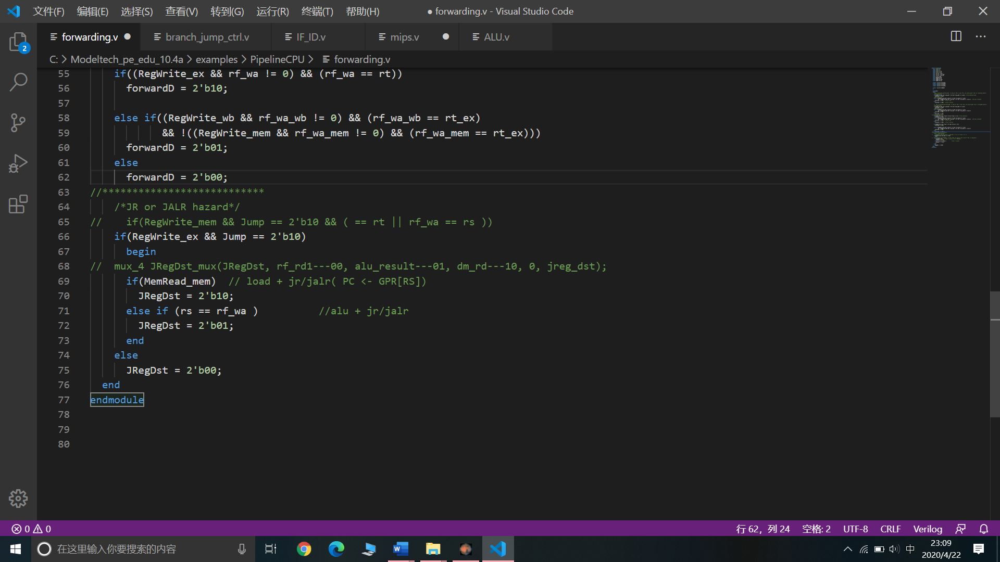 文件(F) 编辑(E) 选择(S) 查看(V) 转到(G) 运行(R) 终端(T) 帮助(H) ● forwarding.v - Visual Studio Code
forwarding.v branch_jump_ctrl.v IF_ID.v mips.v ALU.v
2
C: > Modeltech_pe_edu_10.4a > examples > PipelineCPU > forwarding.v
55 if((RegWrite_ex && rf_wa != 0) && (rf_wa == rt))
56 forwardD = 2'b10;
57
58 else if((RegWrite_wb && rf_wa_wb != 0) && (rf_wa_wb == rt_ex)
59 && !((RegWrite_mem && rf_wa_mem != 0) && (rf_wa_mem == rt_ex)))
60 forwardD = 2'b01;
61 else
62 forwardD = 2'b00;
63 //***************************
64 /*JR or JALR hazard*/
65 // if(RegWrite_mem && Jump == 2'b10 && ( == rt || rf_wa == rs ))
66 if(RegWrite_ex && Jump == 2'b10)
67 begin
68 // mux_4 JRegDst_mux(JRegDst, rf_rd1---00, alu_result---01, dm_rd---10, 0, jreg_dst);
69 if(MemRead_mem) // load + jr/jalr( PC <- GPR[RS])
70 JRegDst = 2'b10;
71 else if (rs == rf_wa ) //alu + jr/jalr
72 JRegDst = 2'b01;
73 end
74 else
75 JRegDst = 2'b00;
76 end
77 endmodule
78
79
80
0 0 行 62，列 24 空格: 2 UTF-8 CRLF Verilog
在这里输入你要搜索的内容 中 23:09
2020/4/22